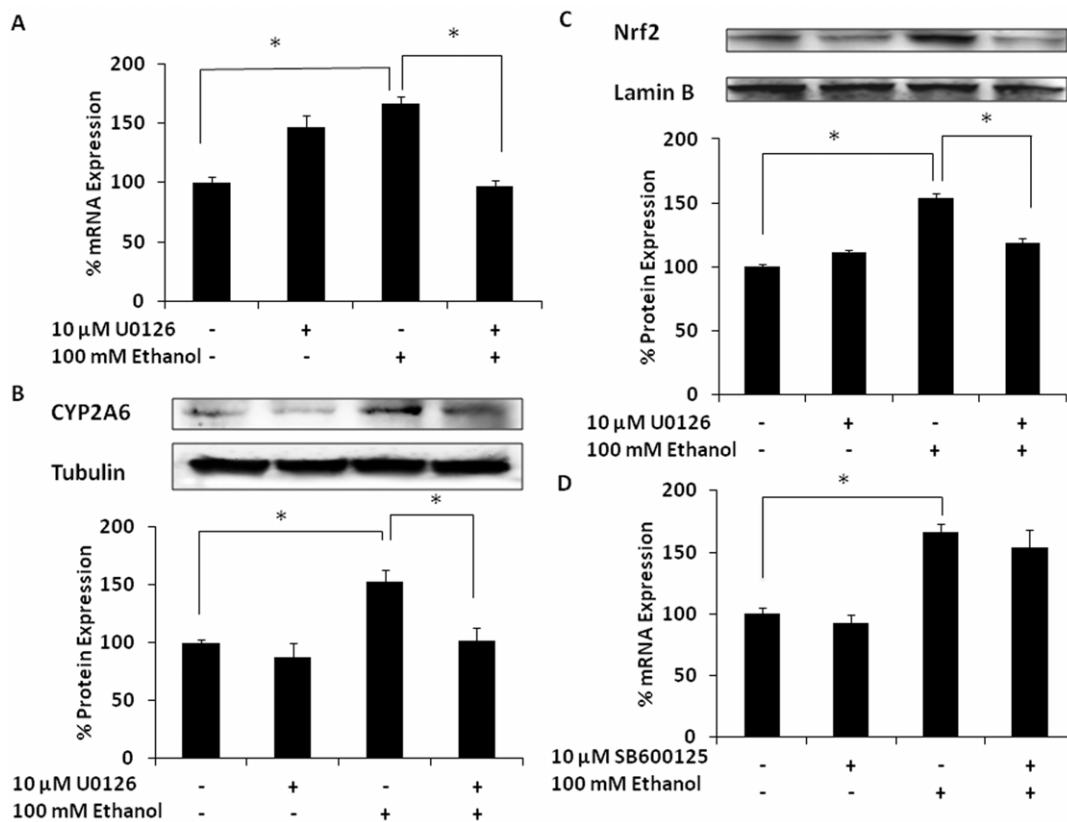 A
*
*
% mRNA Expression
200
150
100
50
0
10 µM U0126 - + - +
100 mM Ethanol - - + +
B
CYP2A6
Tubulin
*
*
% Protein Expression
200
150
100
50
0
10 µM U0126 - + - +
100 mM Ethanol - - + +
C
Nrf2
Lamin B
*
*
% Protein Expression
200
150
100
50
0
10 µM U0126 - + - +
100 mM Ethanol - - + +
D
*
% mRNA Expression
200
150
100
50
0
10 µM SB600125 - + - +
100 mM Ethanol - - + +